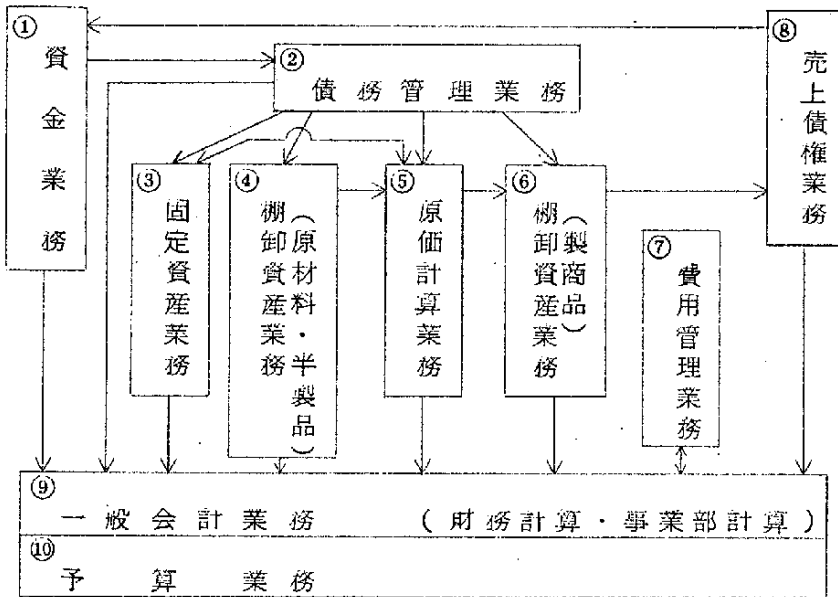 ①
資金業務
②
債務管理業務
③
固定資産業務
④
棚卸資産業務
（原材料・半製品）
⑤
原価計算業務
⑥
棚卸資産業務
（製商品）
⑦
費用管理業務
⑧
売上債権業務
⑨
一般会計業務 （財務計算・事業部計算）
⑩
予算業務